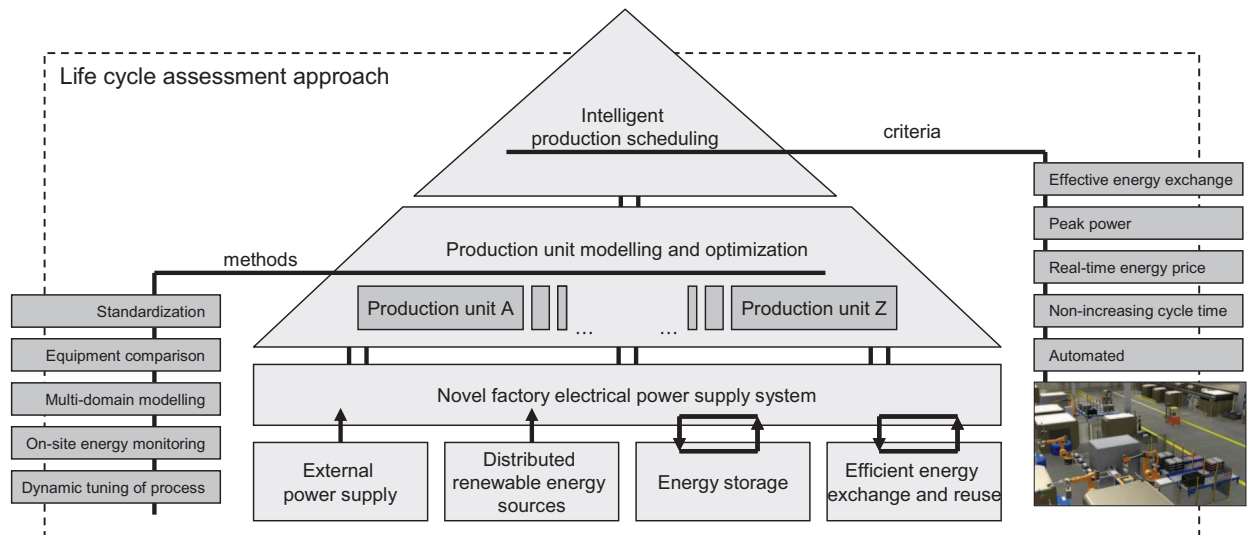 Life cycle assessment approach
Intelligent
production scheduling
criteria
Effective energy exchange
Peak power
Real-time energy price
Non-increasing cycle time
Automated
Production unit modelling and optimization
methods
Production unit A
...
...
Production unit Z
Standardization
Equipment comparison
Multi-domain modelling
On-site energy monitoring
Dynamic tuning of process
Novel factory electrical power supply system
External
power supply
Distributed
renewable energy
sources
Energy storage
Efficient energy
exchange and reuse